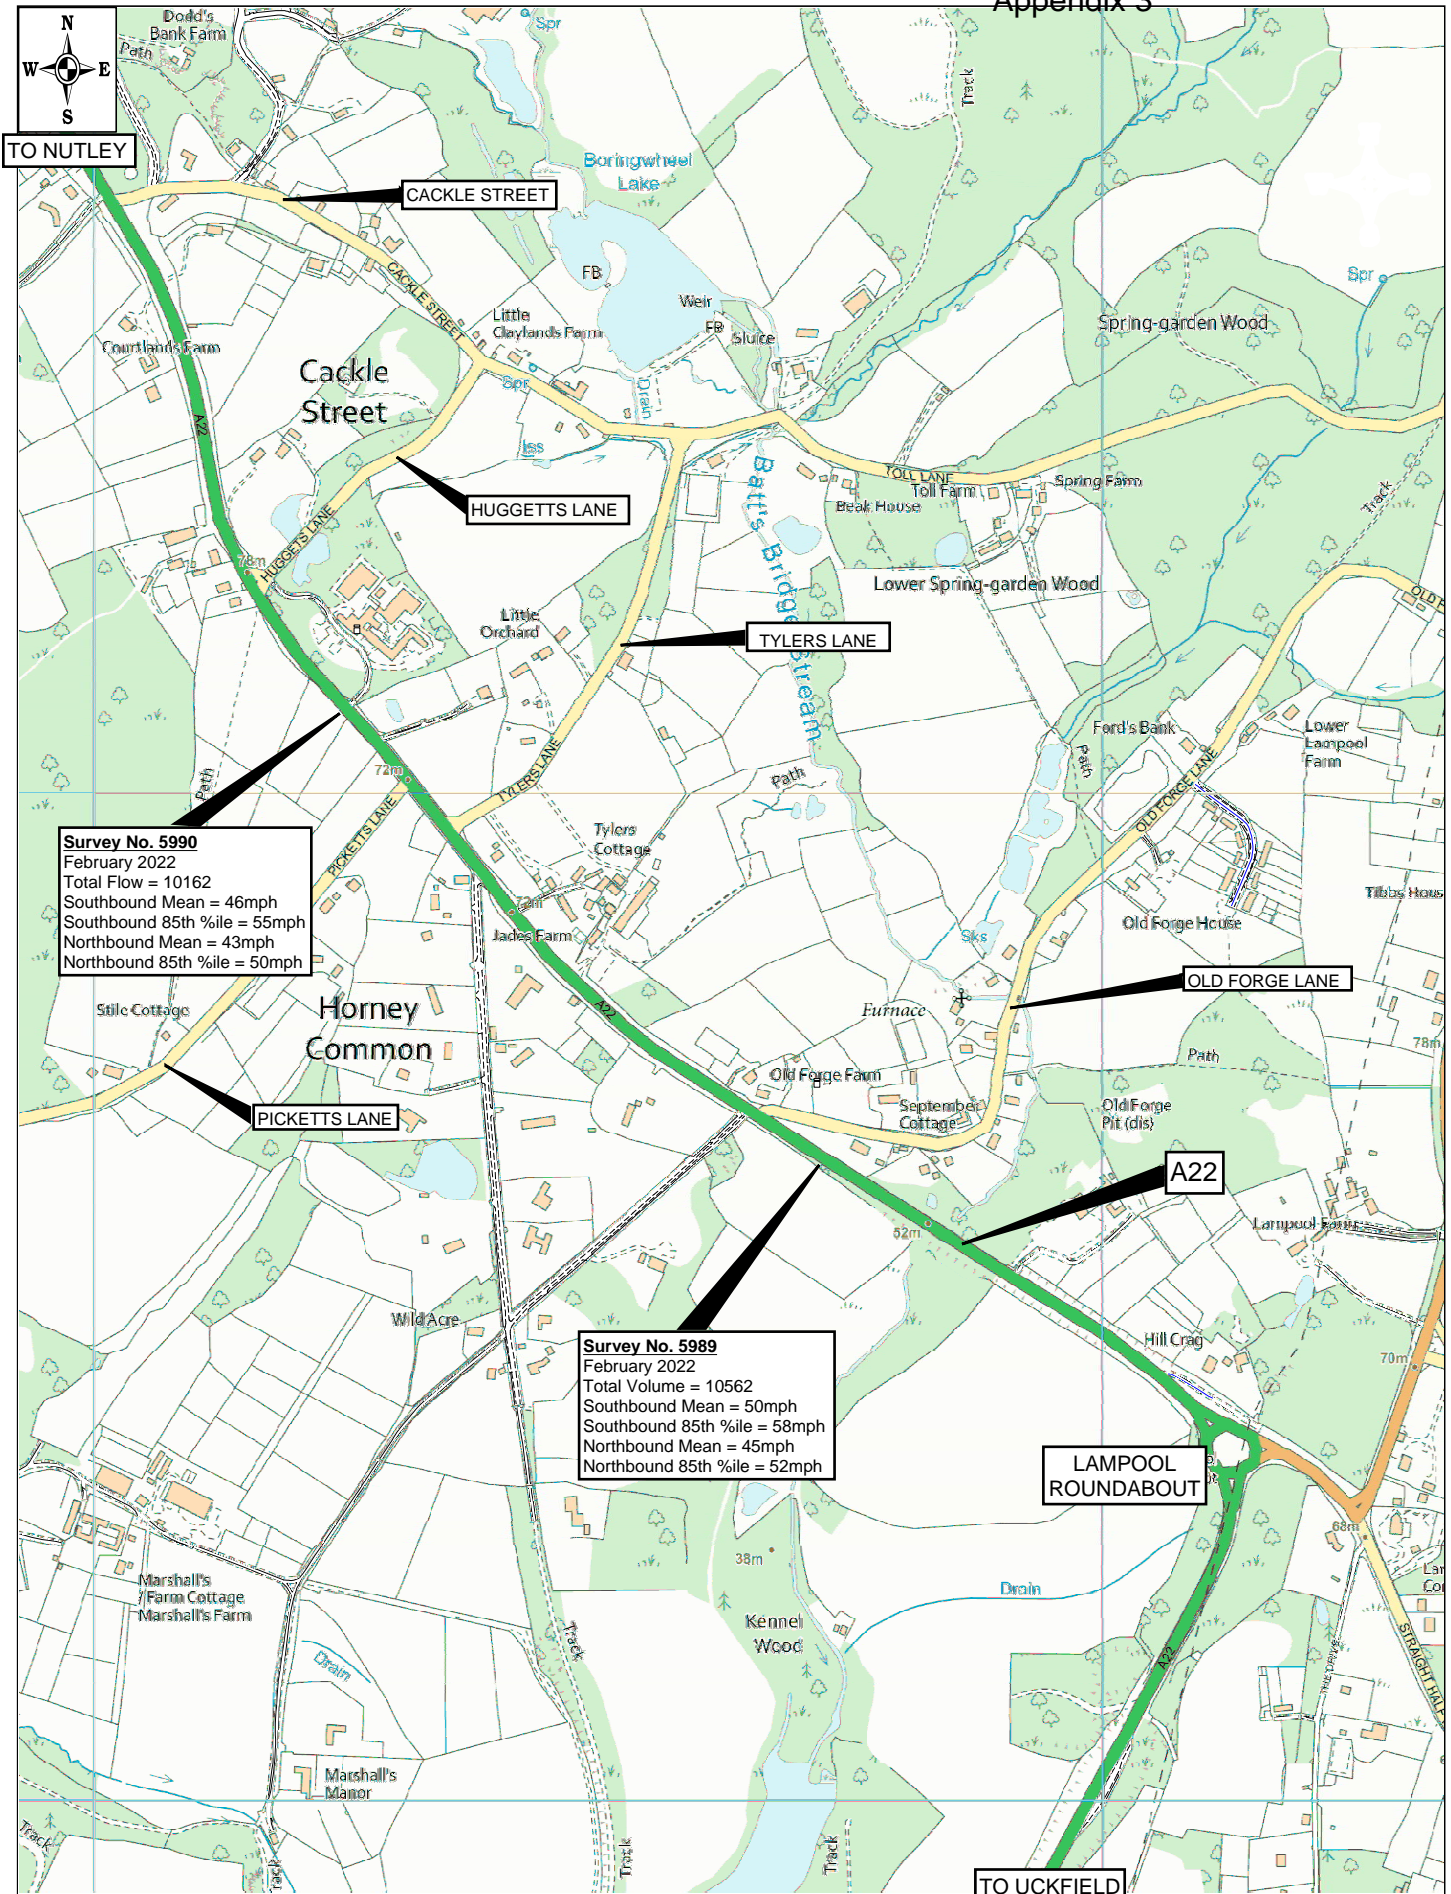 Appendix 3
N
W E
S
TO NUTLEY
Dodd's
Bank Farm
Path
Spr
Track
Boringwheel
Lake
CACKLE STREET
FB
Weir
FB
Sluice
Spr
Spring-garden Wood
CACKLE STREET
Little
Claylands Farm
Courtlands Farm
Cackle
Street
Spr
Drain
A22
Iss
HUGGETTS LANE
Batt's Bridge Stream
TOLL LANE
Toll Farm
Spring Farm
Beak House
Track
HUGGETS LANE
78m
Lower Spring-garden Wood
OLD F
Little
Orchard
TYLERS LANE
Ford's Bank
Lower
Lampool
Farm
Path
Path
Path
72m
TYLERS LANE
PICKETTS LANE
OLD FORGE LANE
Tylers
Cottage
Survey No. 5990
February 2022
Total Flow = 10162
Southbound Mean = 46mph
Southbound 85th %ile = 55mph
Northbound Mean = 43mph
Northbound 85th %ile = 50mph
72m
Jades Farm
Tibbs Hous
Old Forge House
Sks
OLD FORGE LANE
Stile Cottage
Horney
Common
A22
Furnace
78m
Path
Old Forge Farm
September
Cottage
Old Forge
Pit (dis)
PICKETTS LANE
A22
52m
Lampool Farm
Wild Acre
Hill Crag
70m
Survey No. 5989
February 2022
Total Volume = 10562
Southbound Mean = 50mph
Southbound 85th %ile = 58mph
Northbound Mean = 45mph
Northbound 85th %ile = 52mph
LAMPOOL
ROUNDABOUT
68m
38m
Marshall's
Farm Cottage
Marshall's Farm
Drain
Lar
Kennel
Wood
Track
Drain
A22
THE DRIVE
STRAIGHT HALF
Marshall's
Manor
Track
Track
Track
Track
TO UCKFIELD